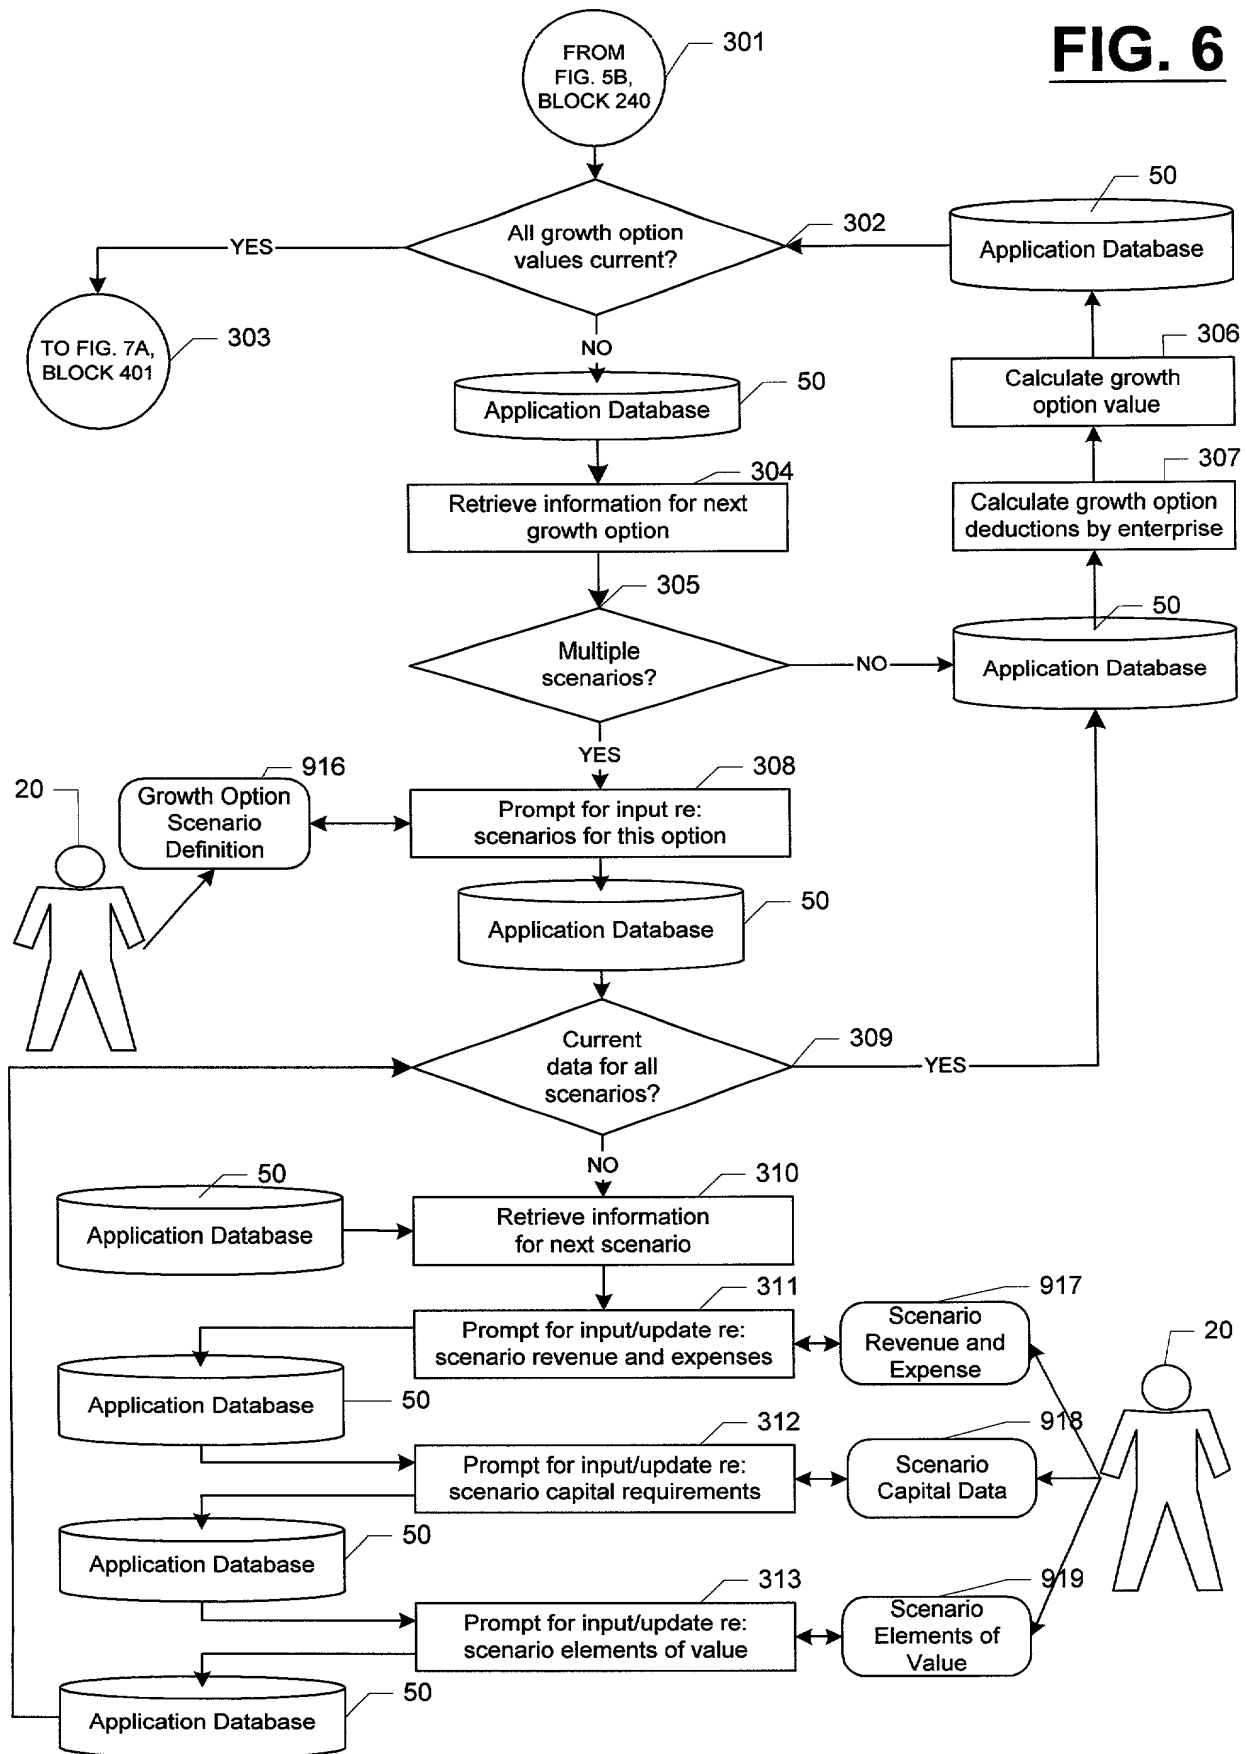 FIG. 6
FROM
FIG. 5B,
BLOCK 240
301
All growth option
values current?
302
YES
50
Application Database
TO FIG. 7A,
BLOCK 401
303
NO
Application Database
50
306
Calculate growth
option value
304
Retrieve information for next
growth option
307
Calculate growth option
deductions by enterprise
305
Multiple
scenarios?
NO
50
Application Database
YES
916
Growth Option
Scenario
Definition
20
308
Prompt for input re:
scenarios for this option
Application Database
50
Current
data for all
scenarios?
309
YES
NO
50
Application Database
310
Retrieve information
for next scenario
311
Prompt for input/update re:
scenario revenue and expenses
917
Scenario
Revenue and
Expense
20
Application Database
50
312
Prompt for input/update re:
scenario capital requirements
918
Scenario
Capital Data
Application Database
50
313
Prompt for input/update re:
scenario elements of value
919
Scenario
Elements of
Value
Application Database
50